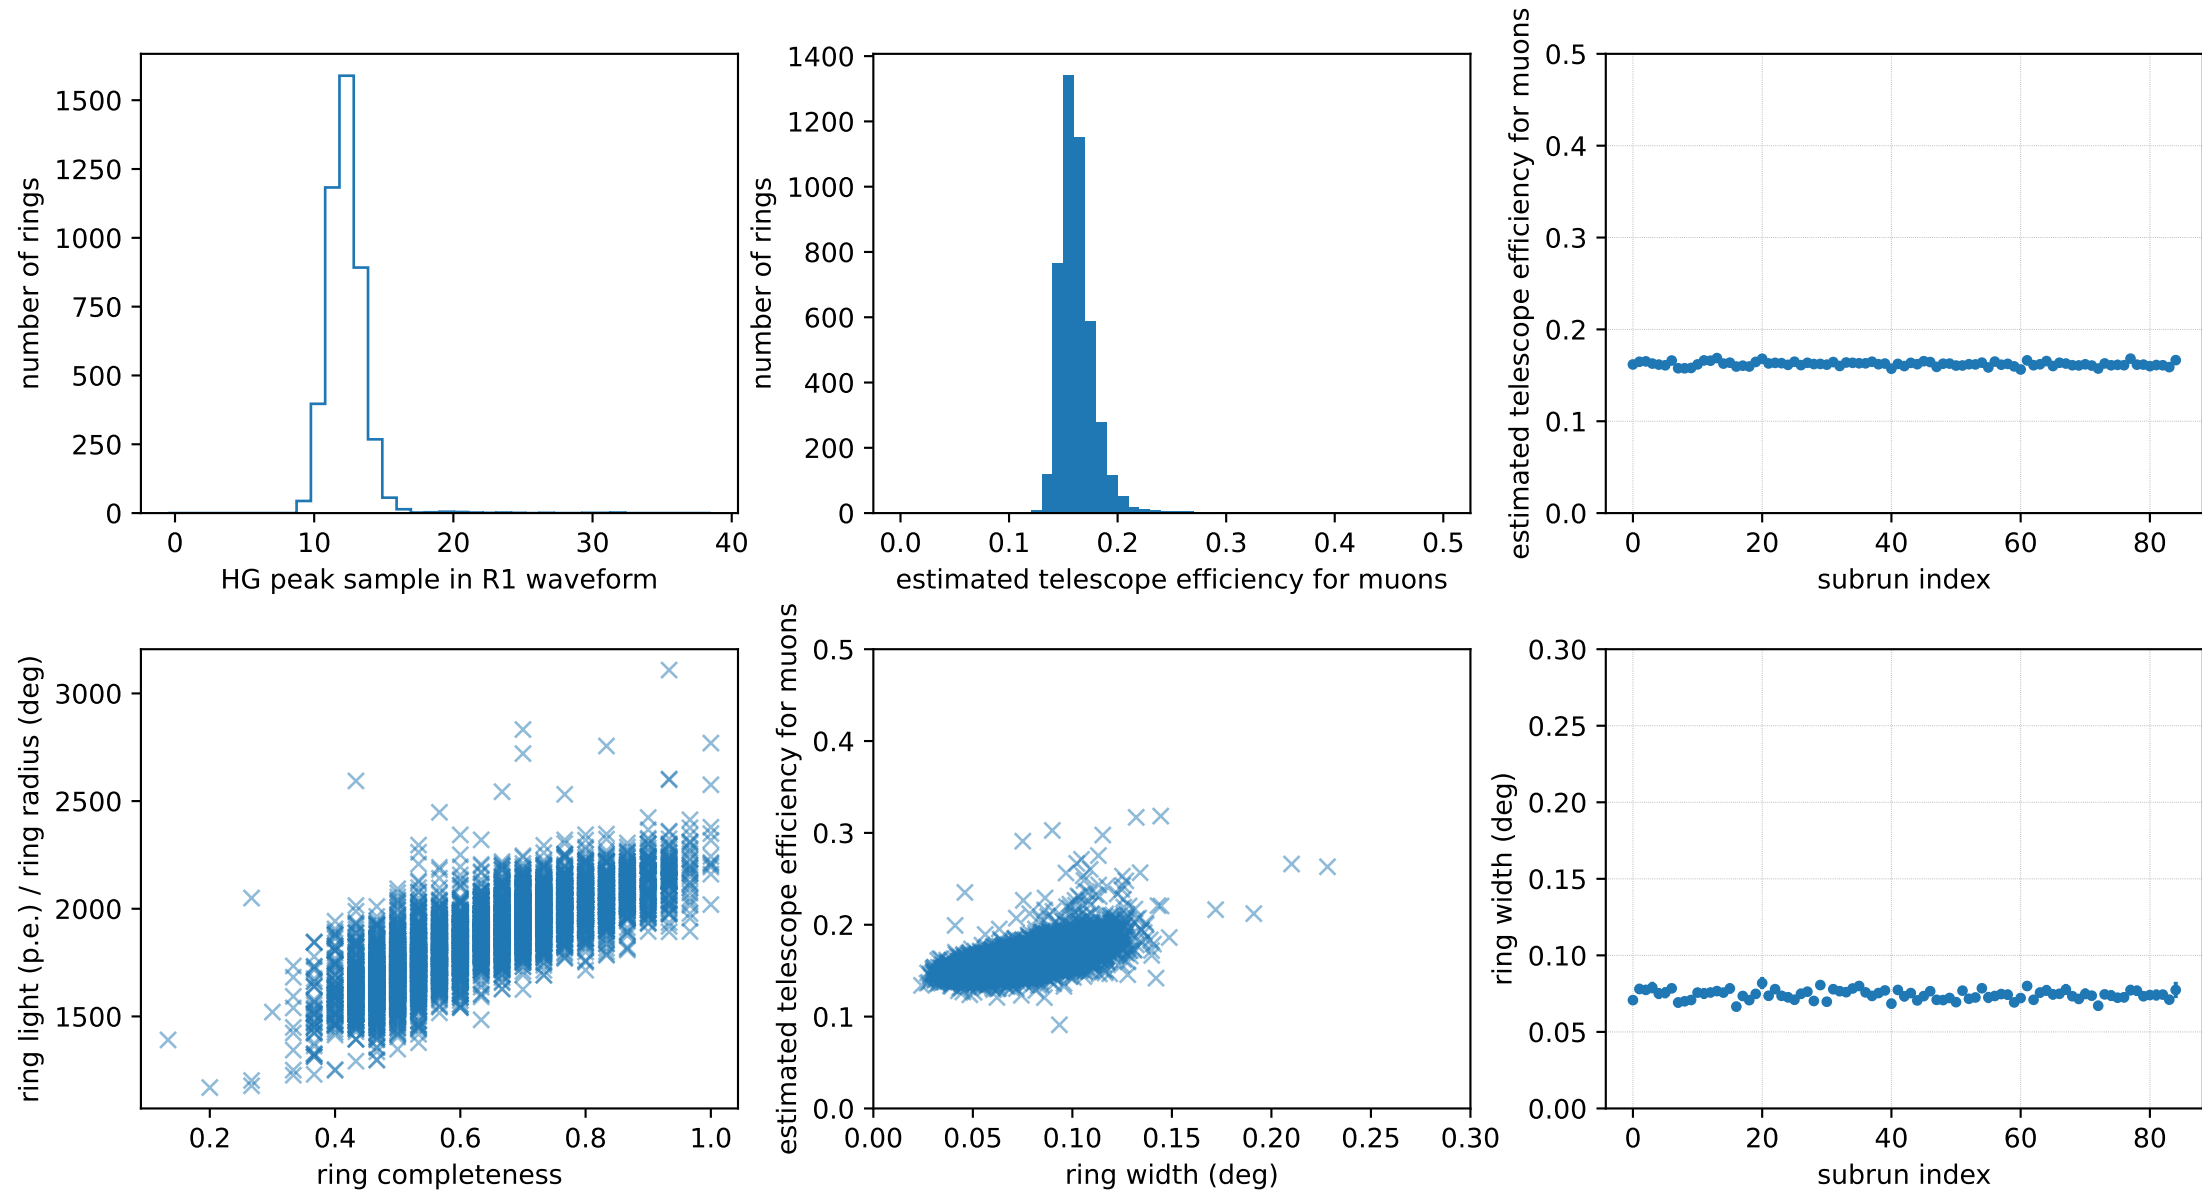 number of rings
1500
1250
1000
750
500
250
0
0 10 20 30 40
HG peak sample in R1 waveform
number of rings
1400
1200
1000
800
600
400
200
0
0.0 0.1 0.2 0.3 0.4 0.5
estimated telescope efficiency for muons
estimated telescope efficiency for muons
0.5
0.4
0.3
0.2
0.1
0.0
0 20 40 60 80
subrun index
ring light (p.e.) / ring radius (deg)
3000
2500
2000
1500
0.2 0.4 0.6 0.8 1.0
ring completeness
estimated telescope efficiency for muons
0.5
0.4
0.3
0.2
0.1
0.0
0.00 0.05 0.10 0.15 0.20 0.25 0.30
ring width (deg)
ring width (deg)
0.30
0.25
0.20
0.15
0.10
0.05
0.00
0 20 40 60 80
subrun index